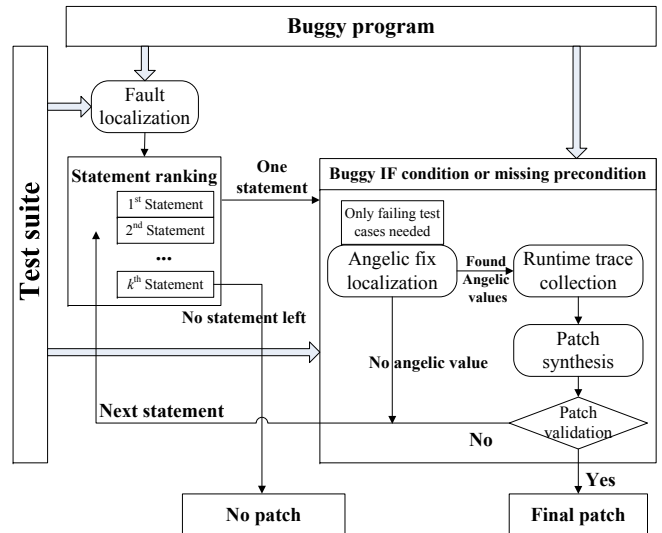 Buggy program
Test suite
Fault
localization
Statement ranking
1st Statement
2nd Statement
...
kth Statement
One
statement
Buggy IF condition or missing precondition
Only failing test
cases needed
Angelic fix
localization
Found
Angelic
values
Runtime trace
collection
No statement left
Patch
synthesis
No angelic value
Next statement
Patch
validation
No
Yes
No patch
Final patch